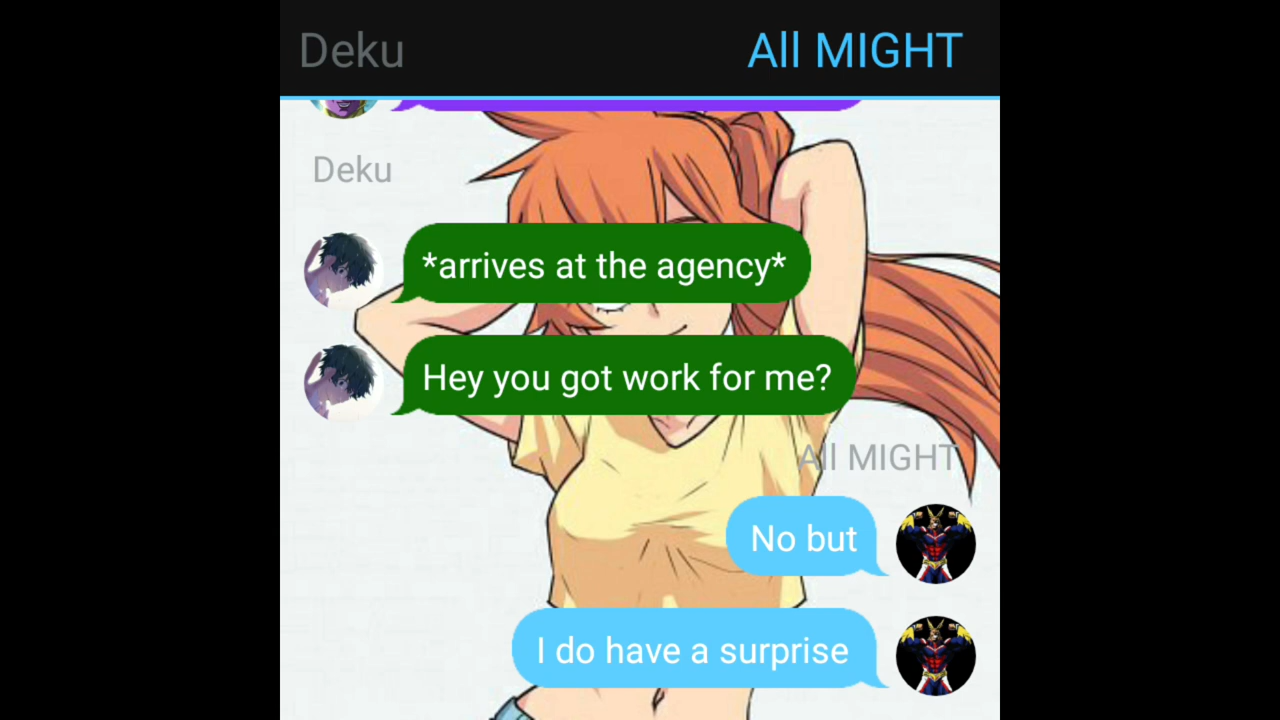 Deku
All MIGHT
Deku
*arrives at the agency*
Hey you got work for me?
All MIGHT
No but
I do have a surprise